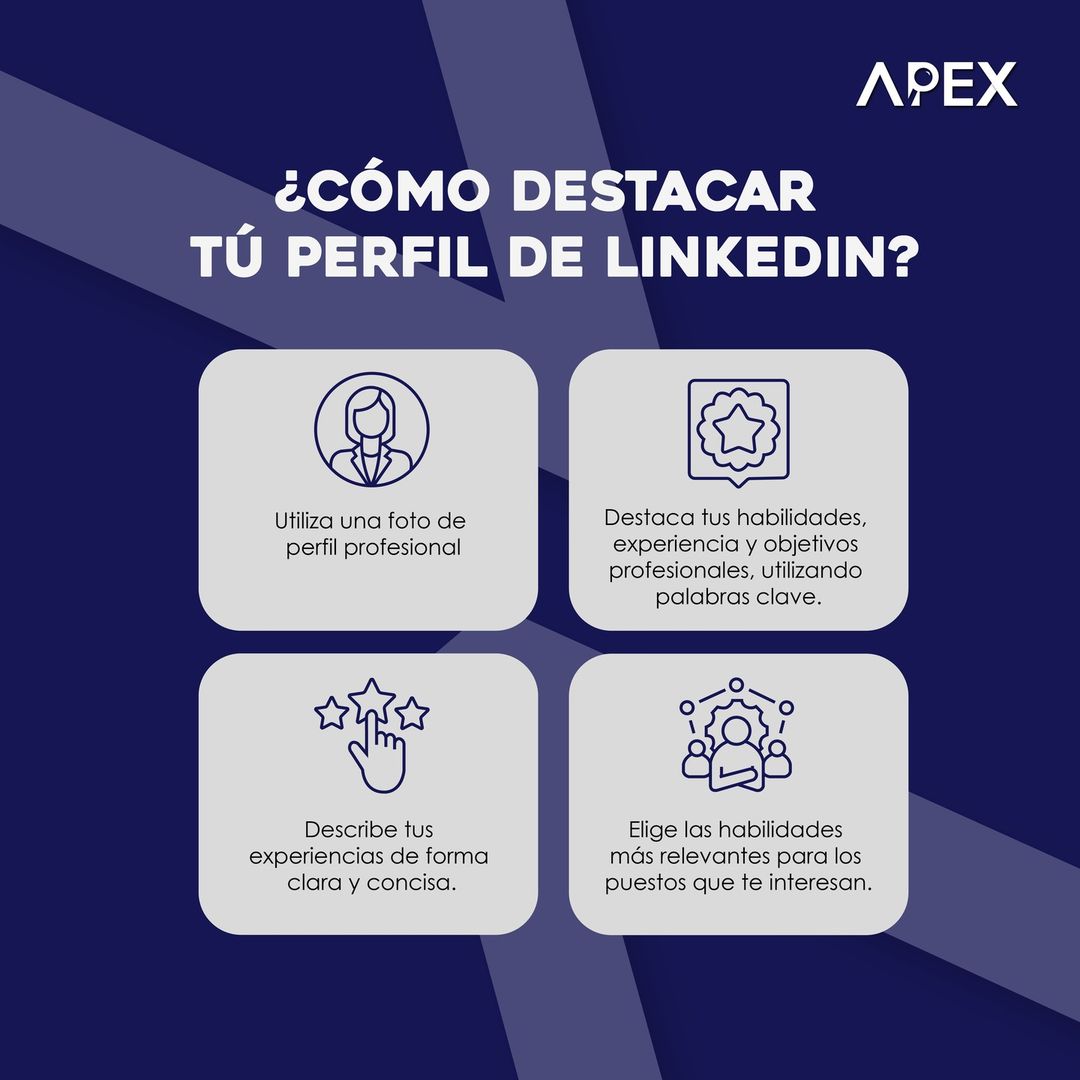 APEX
¿CÓMO DESTACAR
TÚ PERFIL DE LINKEDIN?
Utiliza una foto de
perfil profesional
Destaca tus habilidades,
experiencia y objetivos
profesionales, utilizando
palabras clave.
Describe tus
experiencias de forma
clara y concisa.
Elige las habilidades
más relevantes para los
puestos que te interesan.